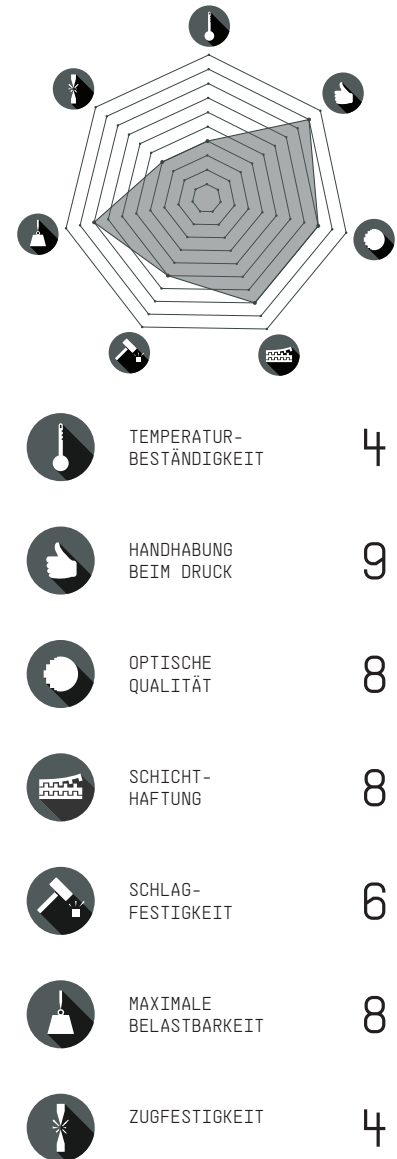 TEMPERATUR-
BESTÄNDIGKEIT
4
HANDHABUNG
BEIM DRUCK
9
OPTISCHE
QUALITÄT
8
SCHICHT-
HAFTUNG
8
SCHLAG-
FESTIGKEIT
6
MAXIMALE
BELASTBARKEIT
8
ZUGFESTIGKEIT
4